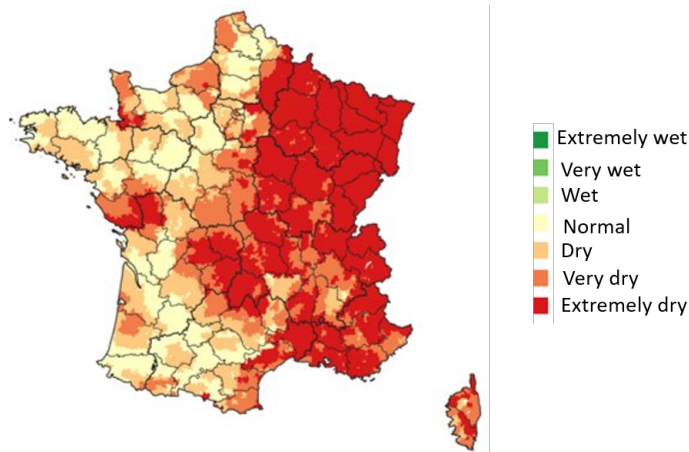 Extremely wet
Very wet
Wet
Normal
Dry
Very dry
Extremely dry